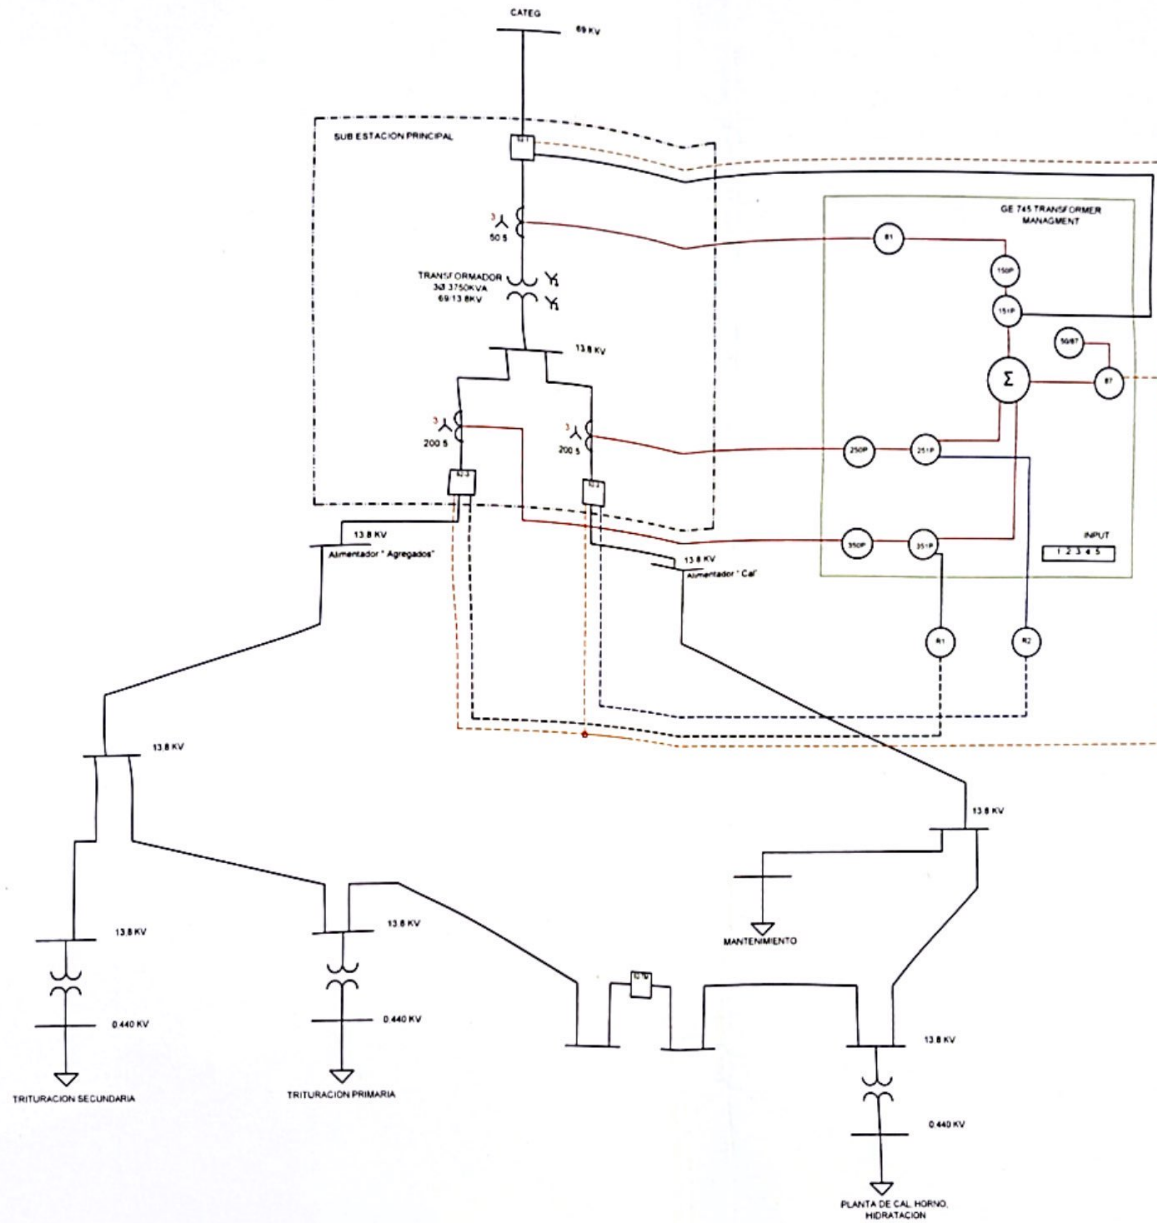 CATEG
69 KV
SUB ESTACION PRINCIPAL
52-1
GE 745 TRANSFORMER
MANAGMENT
3
50 5
81
150P
TRANSFORMADOR
3Ø 3750KVA
69/13.8KV
151P
13.8 KV
50/87
Σ
87
3
200 5
3
200 5
250P
251P
13.8 KV
Alimentador " Agregados"
350P
351P
INPUT
1 2 3 4 5
13.8 KV
Alimentador " Cal"
R1
R2
13.8 KV
13.8 KV
13.8 KV
13.8 KV
MANTENIMIENTO
0.440 KV
0.440 KV
13.8 KV
TRITURACION SECUNDARIA
TRITURACION PRIMARIA
0.440 KV
PLANTA DE CAL, HORNO,
HIDRATACION